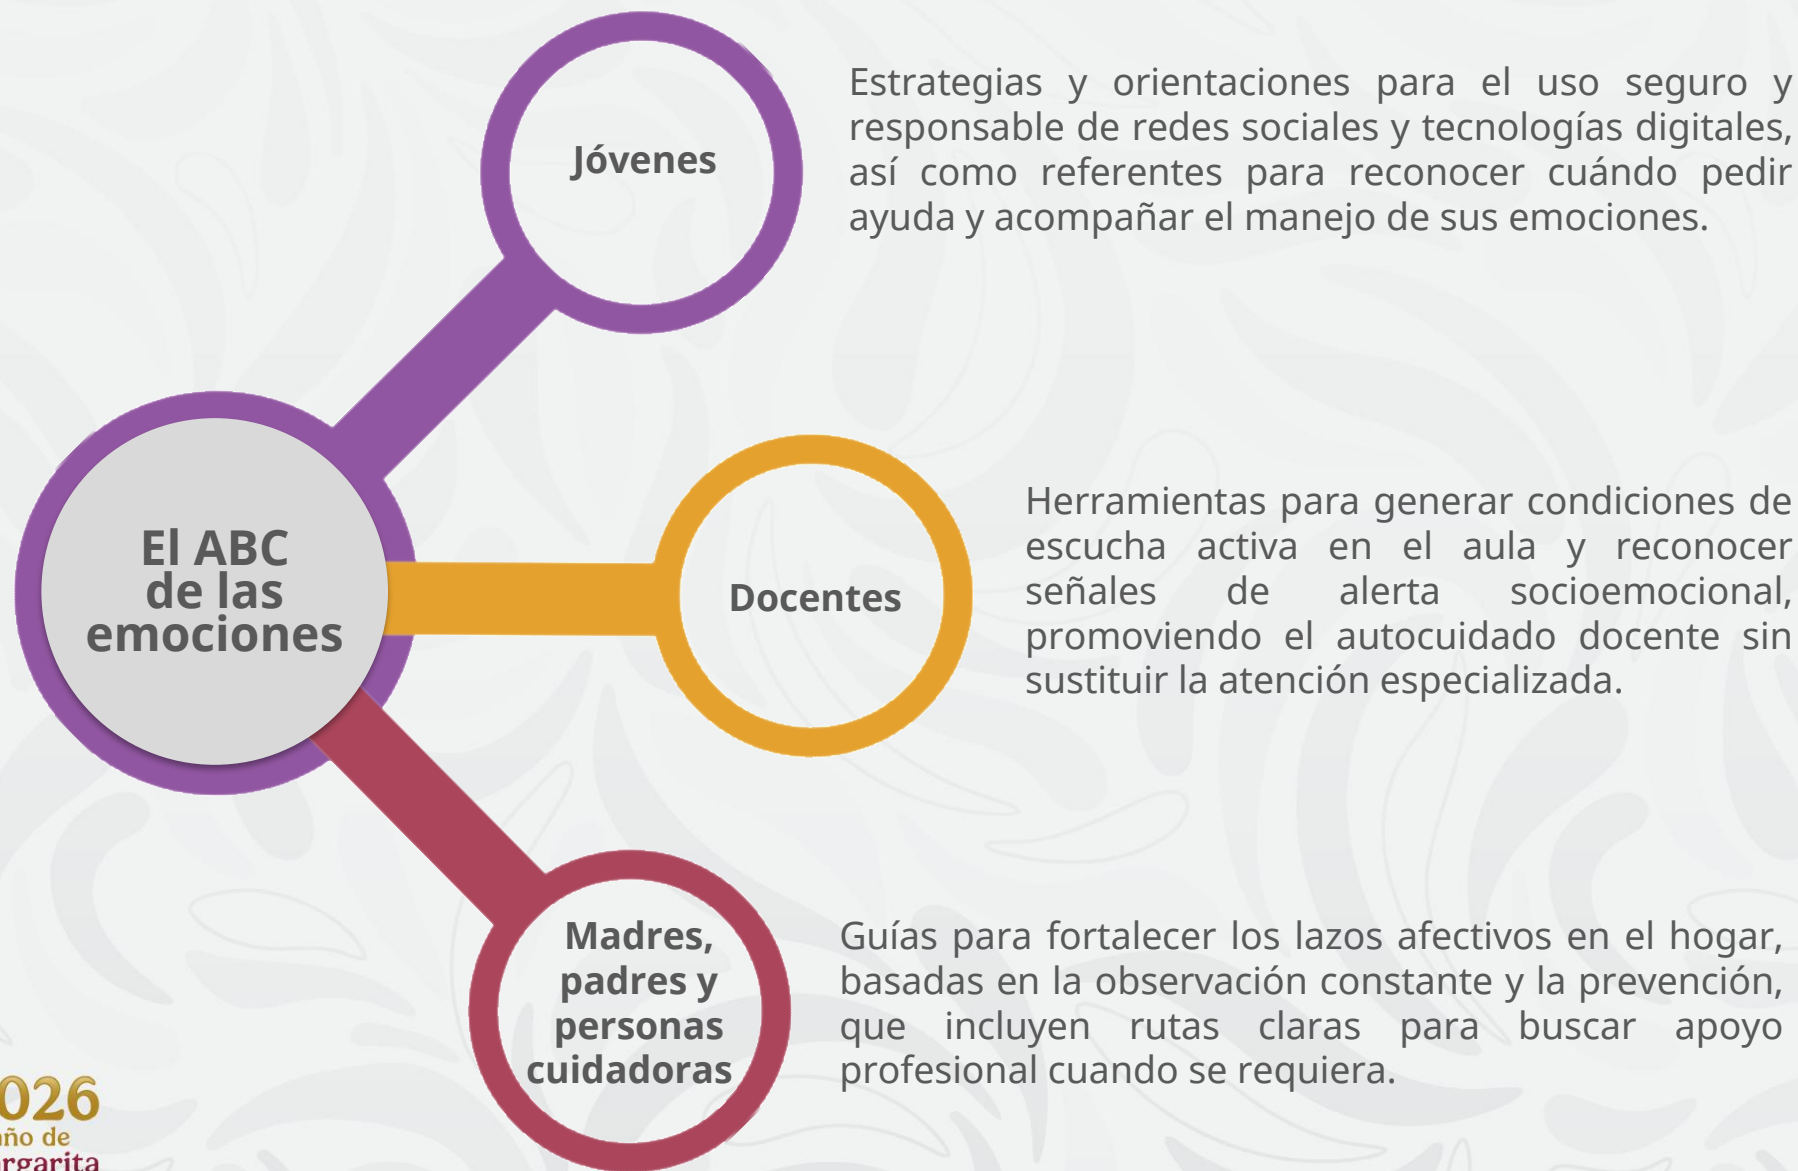 Jóvenes
Estrategias y orientaciones para el uso seguro y
responsable de redes sociales y tecnologías digitales,
así como referentes para reconocer cuándo pedir
ayuda y acompañar el manejo de sus emociones.
El ABC
de las
emociones
Docentes
Herramientas para generar condiciones de
escucha activa en el aula y reconocer
señales de alerta socioemocional,
promoviendo el autocuidado docente sin
sustituir la atención especializada.
Madres,
padres y
personas
cuidadoras
Guías para fortalecer los lazos afectivos en el hogar,
basadas en la observación constante y la prevención,
que incluyen rutas claras para buscar apoyo
profesional cuando se requiera.
026
ño de
rgarita